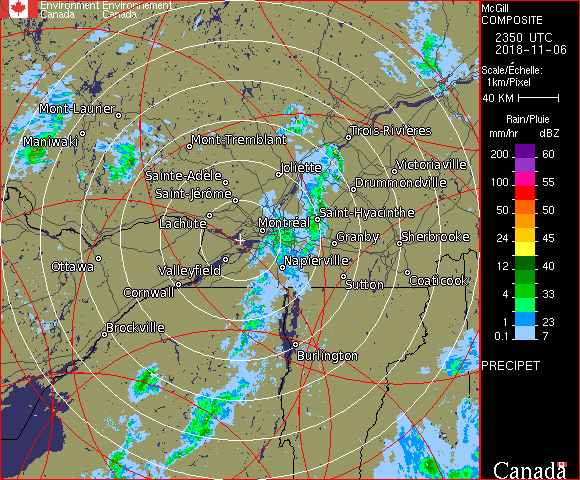 Environment Environnement
Canada Canada
McGill
COMPOSITE
2350 UTC
2018-11-06
Scale/Échelle:
1km/Pixel
40 KM
Rain/Pluie
mm/hr dBZ
200 60
100 55
50 50
24 45
12 40
4 33
1 23
0.1 7
PRECIPET
Canada
Mont-Laurier
Maniwaki
Mont-Tremblant
Trois-Rivières
Joliette
Victoriaville
Sainte-Adèle
Drummondville
Saint-Jérôme
Saint-Hyacinthe
Lachute
Montréal
Granby
Sherbrooke
Ottawa
Valleyfield
Napierville
Cornwall
Sutton
Coaticook
Brockville
Burlington